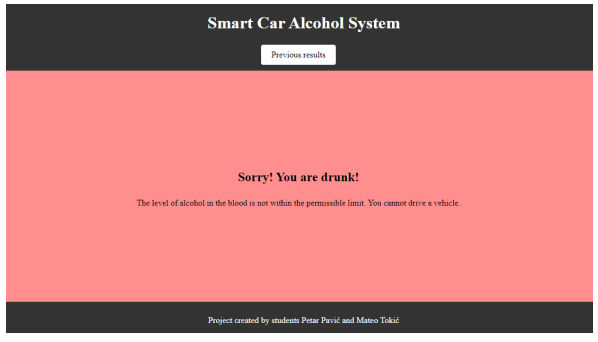 Smart Car Alcohol System
Previous results
Sorry! You are drunk!
The level of alcohol in the blood is not within the permissible limit. You cannot drive a vehicle.
Project created by students Petar Pavić and Mateo Tokić